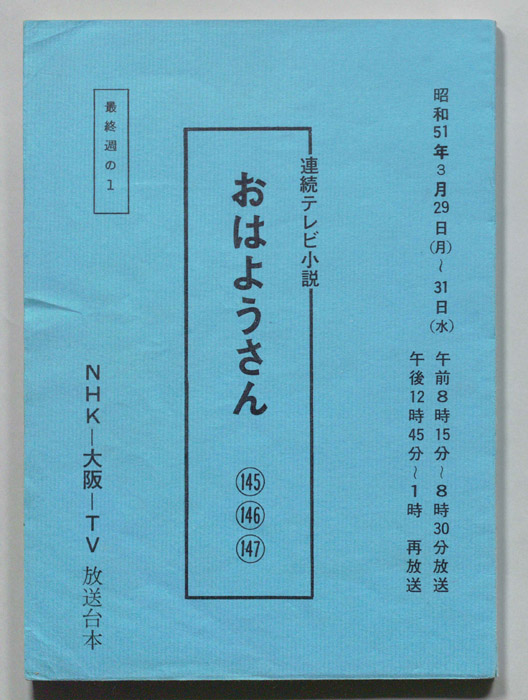 昭和51年3月29日(月)~31日(水)
午前8時15分~8時30分放送
午後12時45分~1時 再放送
連続テレビ小説
おはようさん
145
146
147
最終週の1
NHK―大阪―TV 放送台本